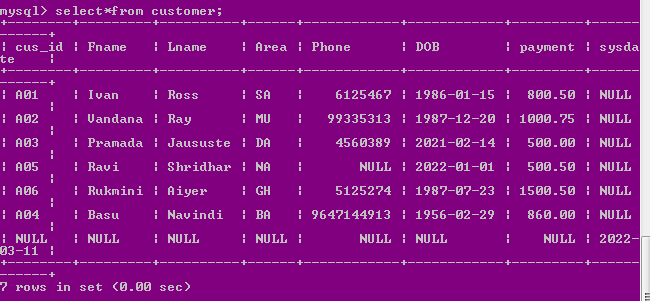 mysql> select*from customer;
+--------+---------+----------+------+------------+------------+---------+------
------+
| cus_id | Fname   | Lname    | Area | Phone      | DOB        | payment | sysda
te    |
+--------+---------+----------+------+------------+------------+---------+------
------+
| A01    | Ivan    | Ross     | SA   |    6125467 | 1986-01-15 |  800.50 | NULL
      |
| A02    | Vandana | Ray      | MU   |   99335313 | 1987-12-20 | 1000.75 | NULL
      |
| A03    | Pramada | Jaususte | DA   |    4560389 | 2021-02-14 |  500.00 | NULL
      |
| A05    | Ravi    | Shridhar | NA   |       NULL | 2022-01-01 |  500.50 | NULL
      |
| A06    | Rukmini | Aiyer    | GH   |    5125274 | 1987-07-23 | 1500.50 | NULL
      |
| A04    | Basu    | Navindi  | BA   | 9647144913 | 1956-02-29 |  860.00 | NULL
      |
| NULL   | NULL    | NULL     | NULL |       NULL | NULL       |    NULL | 2022-
03-11 |
+--------+---------+----------+------+------------+------------+---------+------
------+
7 rows in set (0.00 sec)